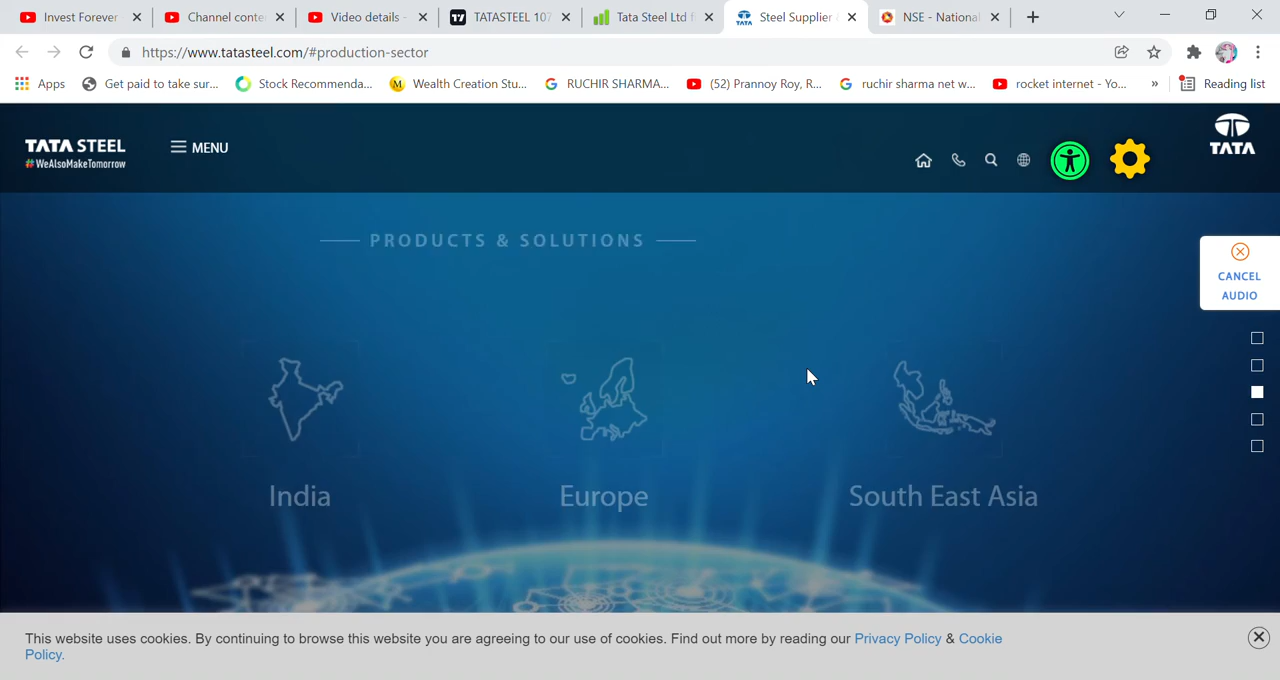 Invest Forever
Channel conte
Video details -
TATASTEEL 107
Tata Steel Ltd f
Steel Supplier
NSE - National
https://www.tatasteel.com/#production-sector
Apps
Get paid to take sur...
Stock Recommenda...
Wealth Creation Stu...
RUCHIR SHARMA...
(52) Prannoy Roy, R...
ruchir sharma net w...
rocket internet - Yo...
»
Reading list
TATA STEEL
#WeAlsoMakeTomorrow
MENU
TATA
PRODUCTS & SOLUTIONS
CANCEL
AUDIO
India
Europe
South East Asia
This website uses cookies. By continuing to browse this website you are agreeing to our use of cookies. Find out more by reading our Privacy Policy & Cookie
Policy.